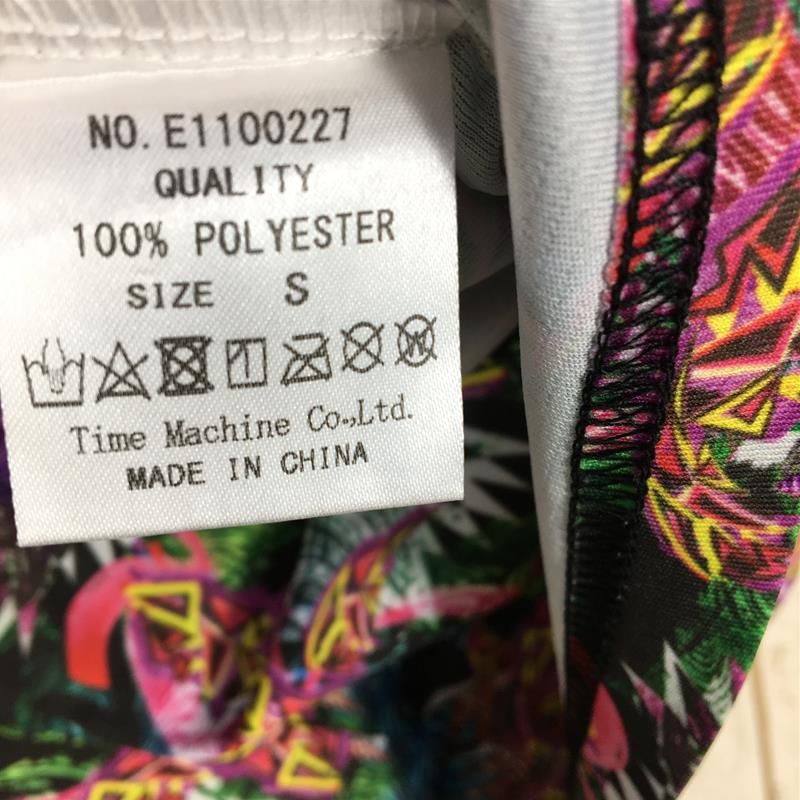 NO. E1100227
QUALITY
100% POLYESTER
SIZE S
W
Time Machine Co.,Ltd.
MADE IN CHINA